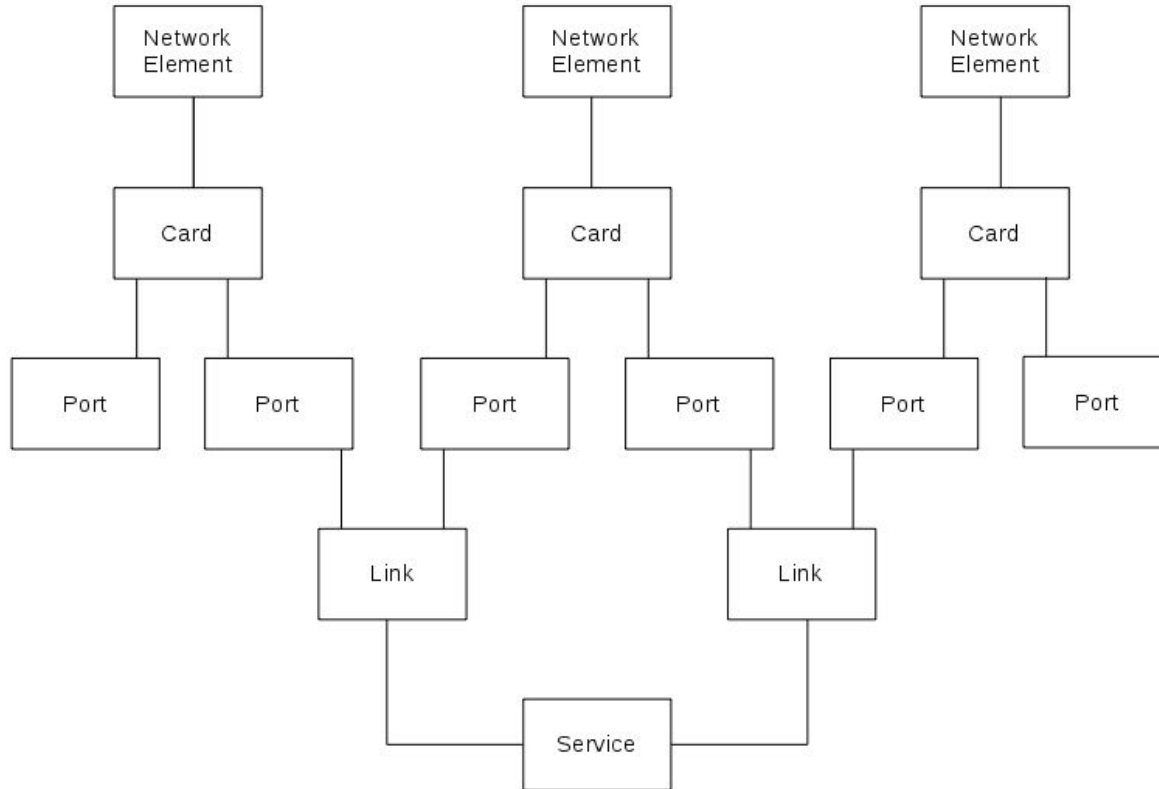 Network
Element
Network
Element
Network
Element
Card
Card
Card
Port
Port
Port
Port
Port
Port
Link
Link
Service